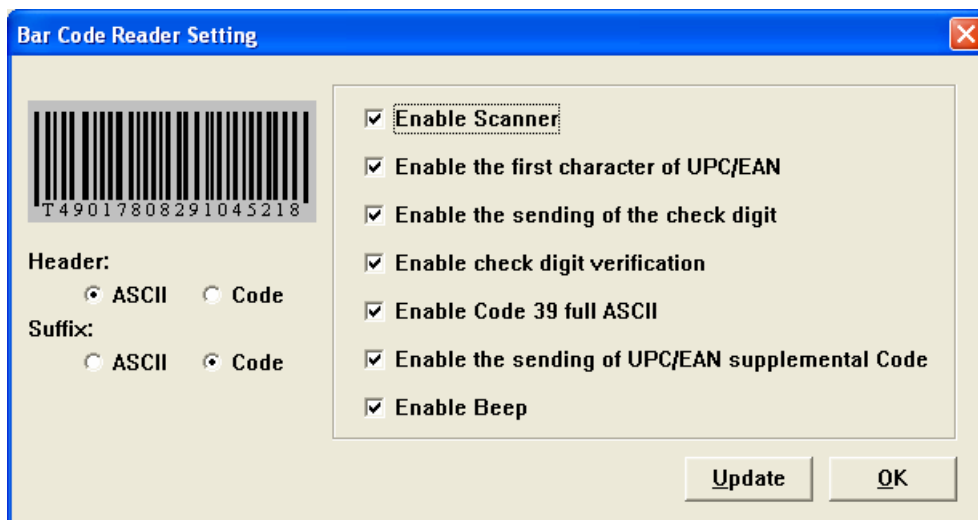 Bar Code Reader Setting
T4901780829 1045218
Header:
ASCII Code
Suffix:
ASCII Code
Enable Scanner
Enable the first character of UPC/EAN
Enable the sending of the check digit
Enable check digit verification
Enable Code 39 full ASCII
Enable the sending of UPC/EAN supplemental Code
Enable Beep
Update OK